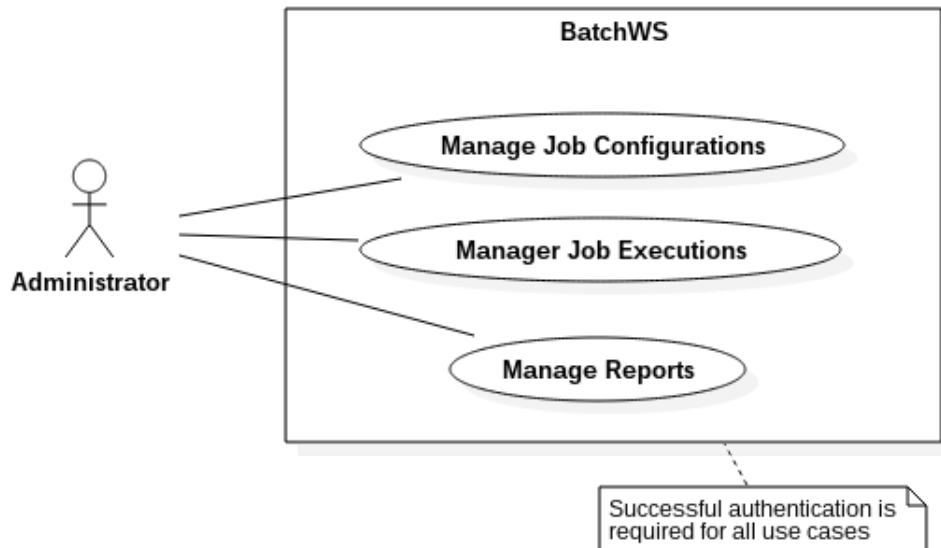 BatchWS
Manage Job Configurations
Manager Job Executions
Administrator
Manage Reports
Successful authentication is
required for all use cases